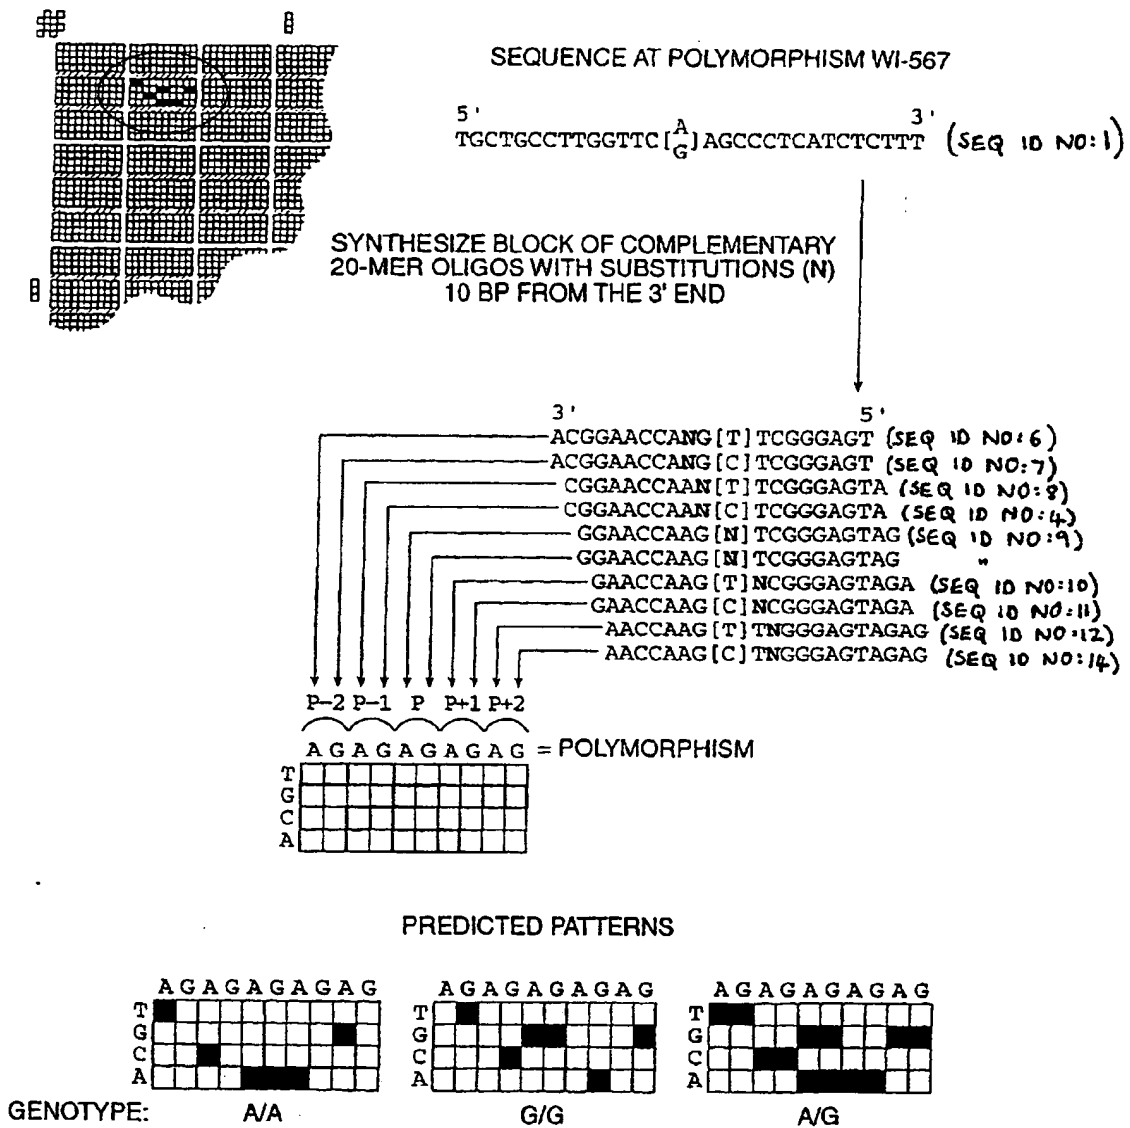 SEQUENCE AT POLYMORPHISM WI-567
5' 3'
TGCTGCCTTGGTTC[A/G]AGCCCTCATCTCTTT (SEQ ID NO:1)
SYNTHESIZE BLOCK OF COMPLEMENTARY
20-MER OLIGOS WITH SUBSTITUTIONS (N)
10 BP FROM THE 3' END
3' 5'
ACGGAACCANG[T]TCGGGAGT (SEQ ID NO:6)
ACGGAACCANG[C]TCGGGAGT (SEQ ID NO:7)
CGGAACCAAN[T]TCGGGAGTA (SEQ ID NO:8)
CGGAACCAAN[C]TCGGGAGTA (SEQ ID NO:4)
GGAACCAAG[N]TCGGGAGTAG (SEQ ID NO:9)
GGAACCAAG[N]TCGGGAGTAG "
GAACCAAG[T]NCGGGAGTAGA (SEQ ID NO:10)
GAACCAAG[C]NCGGGAGTAGA (SEQ ID NO:11)
AACCAAG[T]TNGGGAGTAGAG (SEQ ID NO:12)
AACCAAG[C]TNGGGAGTAGAG (SEQ ID NO:14)
P-2 P-1 P P+1 P+2
A G A G A G A G A G = POLYMORPHISM
T
G
C
A
PREDICTED PATTERNS
A G A G A G A G A G
T
G
C
A
A G A G A G A G A G
T
G
C
A
A G A G A G A G A G
T
G
C
A
GENOTYPE: A/A G/G A/G